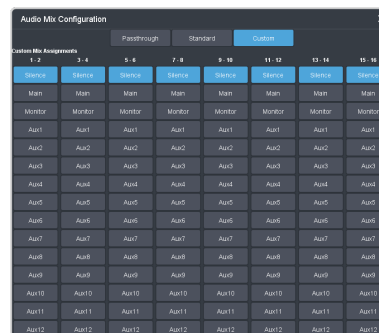 Audio Mix Configuration
Passthrough Standard Custom
Custom Mix Assignments
1 - 2 3 - 4 5 - 6 7 - 8 9 - 10 11 - 12 13 - 14 15 - 16
Silence Silence Silence Silence Silence Silence Silence Silence
Main Main Main Main Main Main Main Main
Monitor Monitor Monitor Monitor Monitor Monitor Monitor Monitor
Aux1 Aux1 Aux1 Aux1 Aux1 Aux1 Aux1 Aux1
Aux2 Aux2 Aux2 Aux2 Aux2 Aux2 Aux2 Aux2
Aux3 Aux3 Aux3 Aux3 Aux3 Aux3 Aux3 Aux3
Aux4 Aux4 Aux4 Aux4 Aux4 Aux4 Aux4 Aux4
Aux5 Aux5 Aux5 Aux5 Aux5 Aux5 Aux5 Aux5
Aux6 Aux6 Aux6 Aux6 Aux6 Aux6 Aux6 Aux6
Aux7 Aux7 Aux7 Aux7 Aux7 Aux7 Aux7 Aux7
Aux8 Aux8 Aux8 Aux8 Aux8 Aux8 Aux8 Aux8
Aux9 Aux9 Aux9 Aux9 Aux9 Aux9 Aux9 Aux9
Aux10 Aux10 Aux10 Aux10 Aux10 Aux10 Aux10 Aux10
Aux11 Aux11 Aux11 Aux11 Aux11 Aux11 Aux11 Aux11
Aux12 Aux12 Aux12 Aux12 Aux12 Aux12 Aux12 Aux12